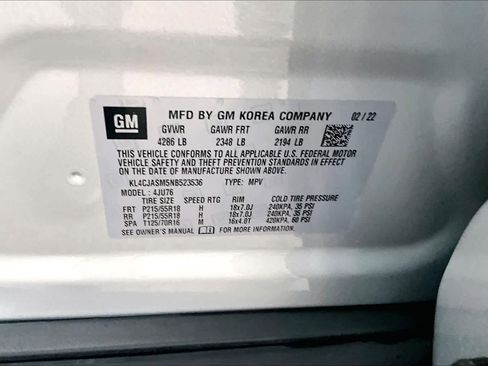 GM MFD BY GM KOREA COMPANY 02/22
GVWR GAWR FRT GAWR RR
4286 LB 2348 LB 2194 LB
THIS VEHICLE CONFORMS TO ALL APPLICABLE U.S. FEDERAL MOTOR
VEHICLE SAFETY AND THEFT PREVENTION STANDARDS IN
EFFECT ON THE DATE OF MANUFACTURE SHOWN ABOVE.
KL4CJASM5NB523536 TYPE: MPV
MODEL: 4JU76
TIRE SIZE SPEED RTG RIM COLD TIRE PRESSURE
FRT P215/55R18 H 18x7.0J 240KPA, 35 PSI
RR P215/55R18 H 18x7.0J 240KPA, 35 PSI
SPA T125/70R16 M 16x4.0T 420KPA, 60 PSI
SEE OWNER'S MANUAL FOR MORE INFORMATION.